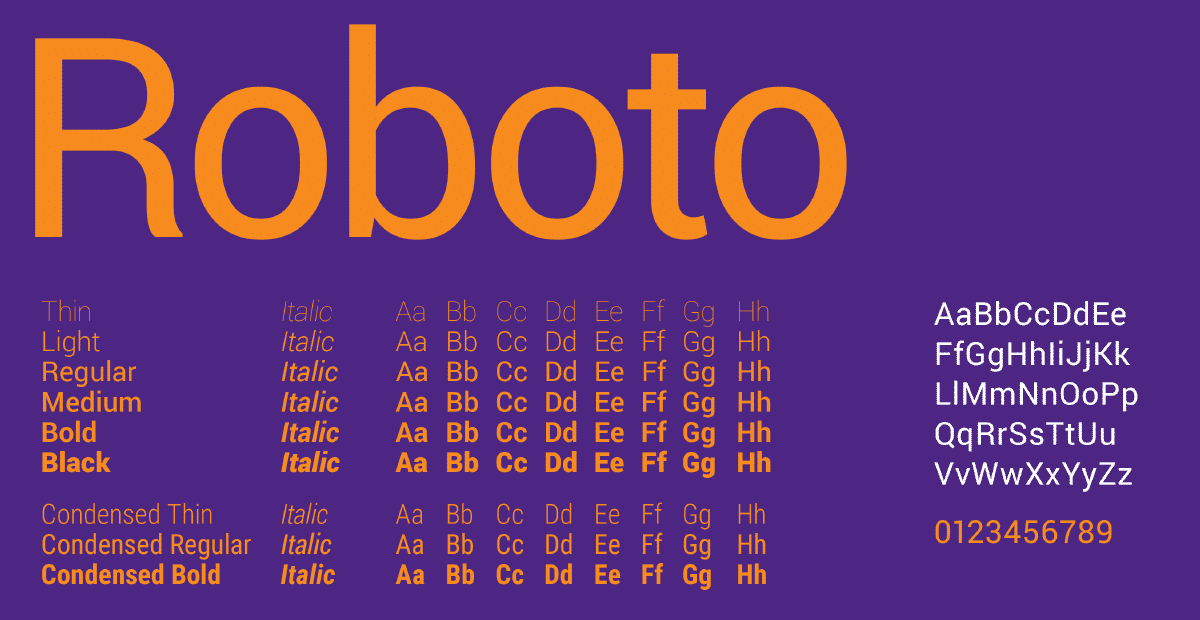 Roboto
Thin Italic Aa Bb Cc Dd Ee Ff Gg Hh
Light Italic Aa Bb Cc Dd Ee Ff Gg Hh
Regular Italic Aa Bb Cc Dd Ee Ff Gg Hh
Medium Italic Aa Bb Cc Dd Ee Ff Gg Hh
Bold Italic Aa Bb Cc Dd Ee Ff Gg Hh
Black Italic Aa Bb Cc Dd Ee Ff Gg Hh
Condensed Thin Italic Aa Bb Cc Dd Ee Ff Gg Hh
Condensed Regular Italic Aa Bb Cc Dd Ee Ff Gg Hh
Condensed Bold Italic Aa Bb Cc Dd Ee Ff Gg Hh
AaBbCcDdEe
FfGgHhIiJjKk
LlMmNnOoPp
QqRrSsTtUu
VvWwXxYyZz
0123456789